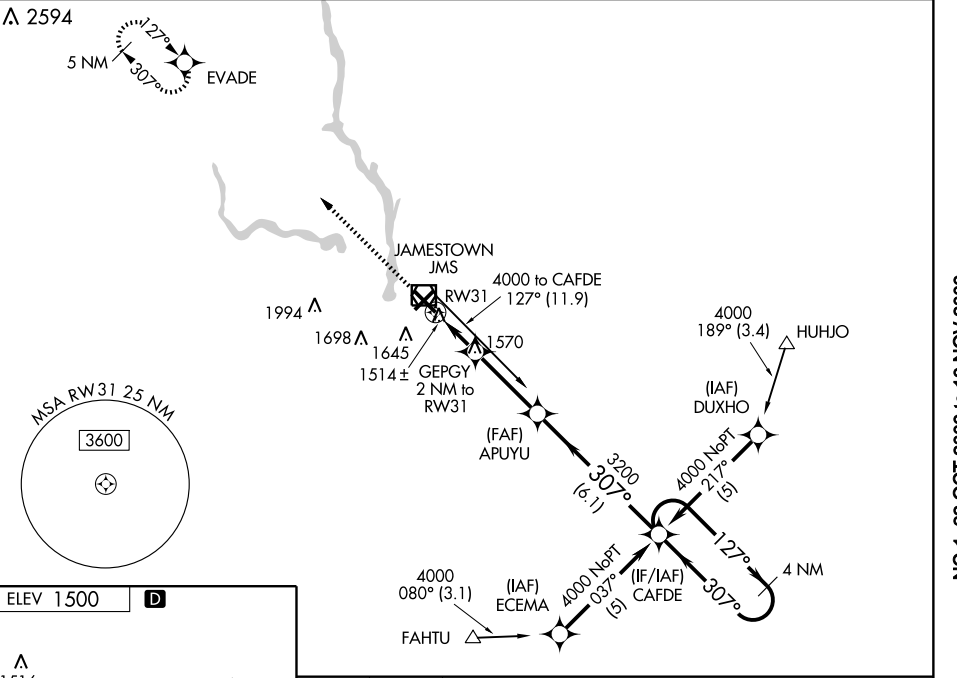 2594
127°
5 NM
307°
EVADE
JAMESTOWN
JMS
RW31
4000 to CAFDE
127° (11.9)
1994
1698
1645
1514±
1570
GEPGY
2 NM to
RW31
4000
189° (3.4)
HUHJO
(IAF)
DUXHO
MSA RW31 25 NM
3600
(FAF)
APUYU
3200
307°
(6.1)
4000 NoPT
217°
(5)
127°
4 NM
307°
(IF/IAF)
CAFDE
4000 NoPT
037°
(5)
(IAF)
ECEMA
4000
080° (3.1)
FAHTU
ELEV 1500
D